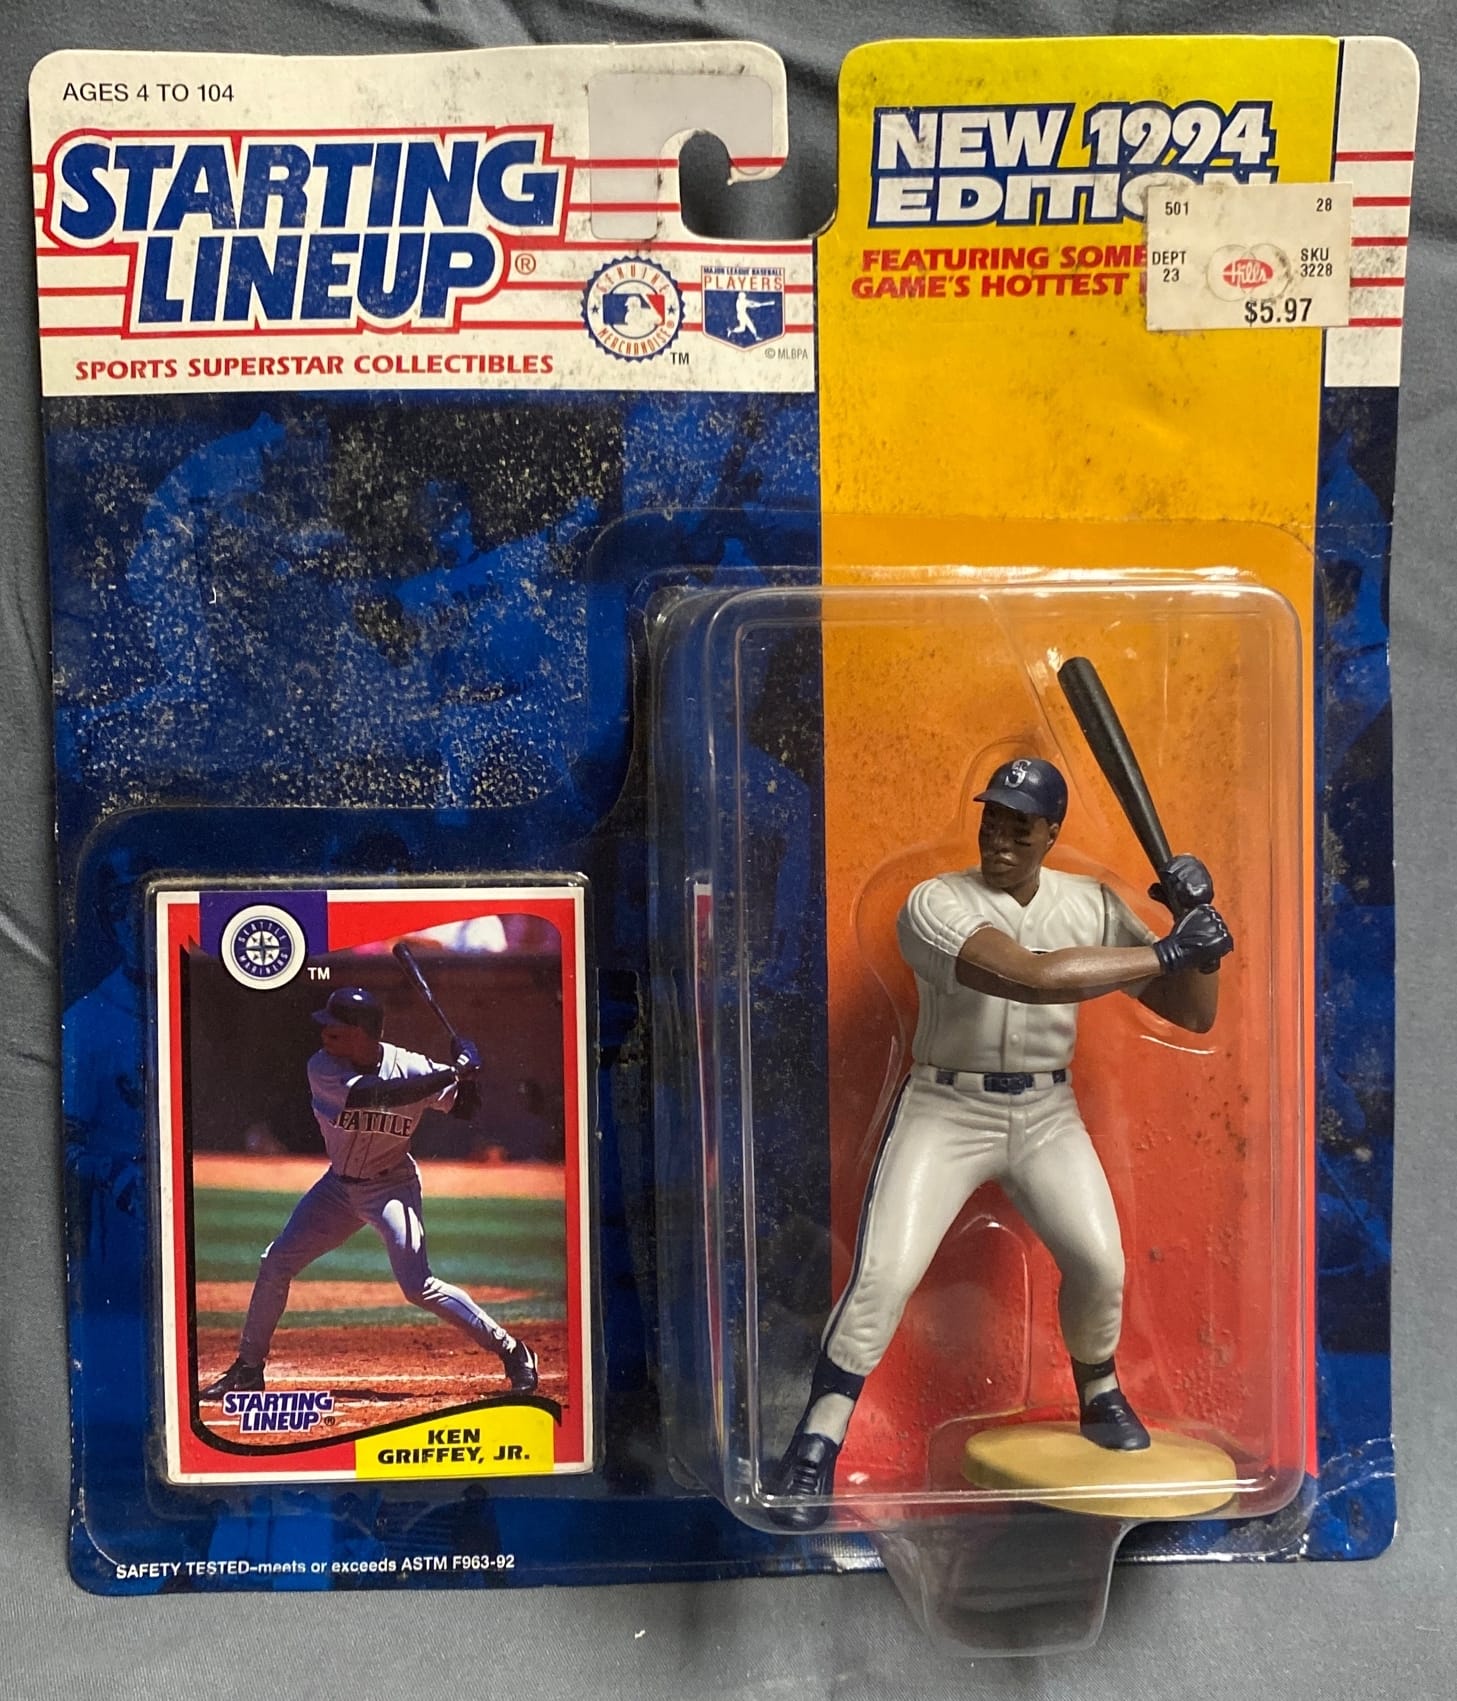 AGES 4 TO 104
STARTING
LINEUP®
SPORTS SUPERSTAR COLLECTIBLES
GENUINE
MERCHANDISE
TM
MAJOR LEAGUE BASEBALL
PLAYERS
© MLBPA
NEW 1994
EDITION
FEATURING SOME
GAME'S HOTTEST
501 28
DEPT SKU
23 3228
Hills
$5.97
SEATTLE
MARINERS
TM
SEATTLE
S
STARTING
LINEUP®
KEN
GRIFFEY, JR.
SAFETY TESTED–meets or exceeds ASTM F963-92